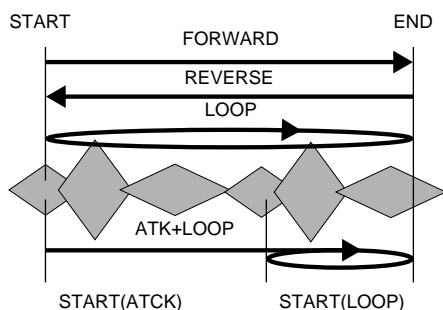 START END
FORWARD
REVERSE
LOOP
ATK+LOOP
START(ATCK) START(LOOP)